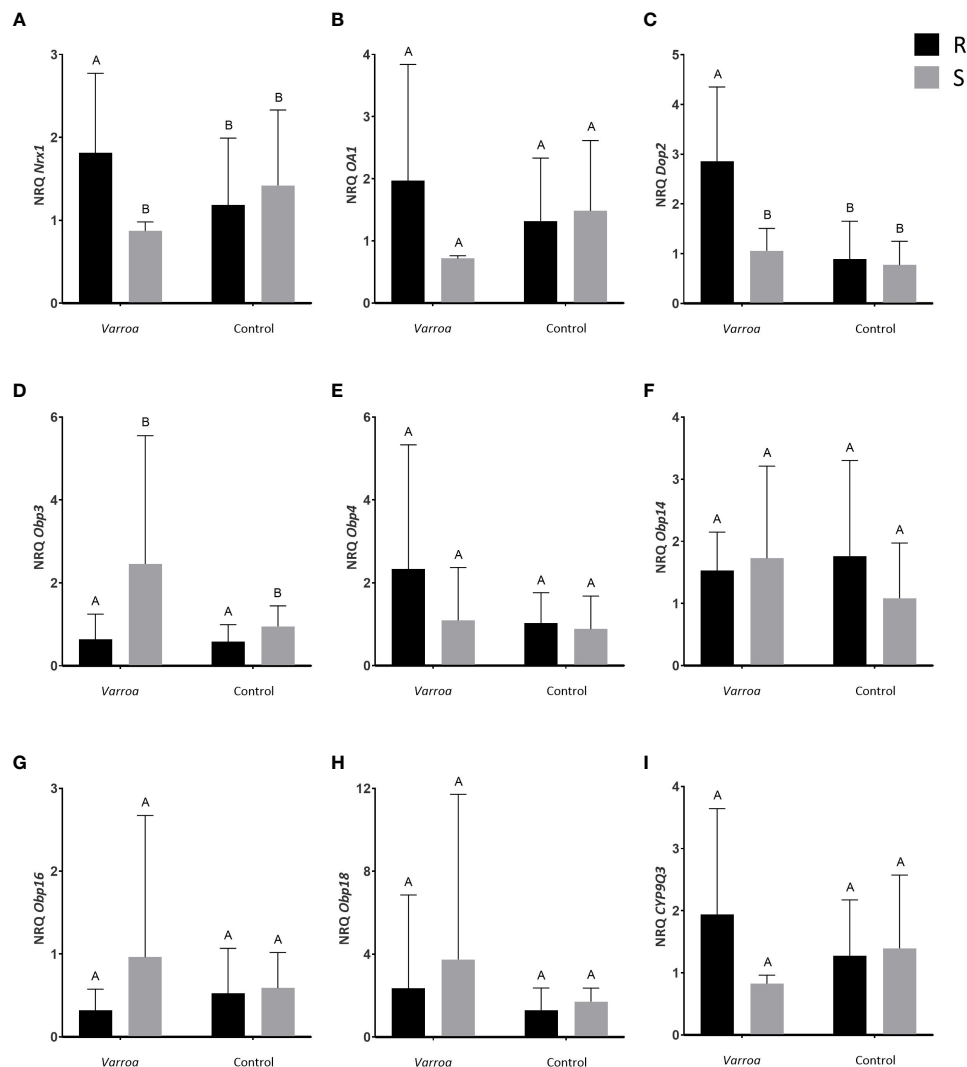 A
B
C
R
S
3
2
1
0
NRQ Nrx1
A
B
B
B
Varroa
Control
4
3
2
1
0
NRQ OA1
A
A
A
A
Varroa
Control
5
4
3
2
1
0
NRQ Dop2
A
B
B
B
Varroa
Control
D
E
F
6
4
2
0
NRQ Obp3
A
B
A
B
Varroa
Control
6
4
2
0
NRQ Obp4
A
A
A
A
Varroa
Control
4
3
2
1
0
NRQ Obp14
A
A
A
A
Varroa
Control
G
H
I
3
2
1
0
NRQ Obp16
A
A
A
A
Varroa
Control
12
8
4
0
NRQ Obp18
A
A
A
A
Varroa
Control
4
3
2
1
0
NRQ CYP9Q3
A
A
A
A
Varroa
Control